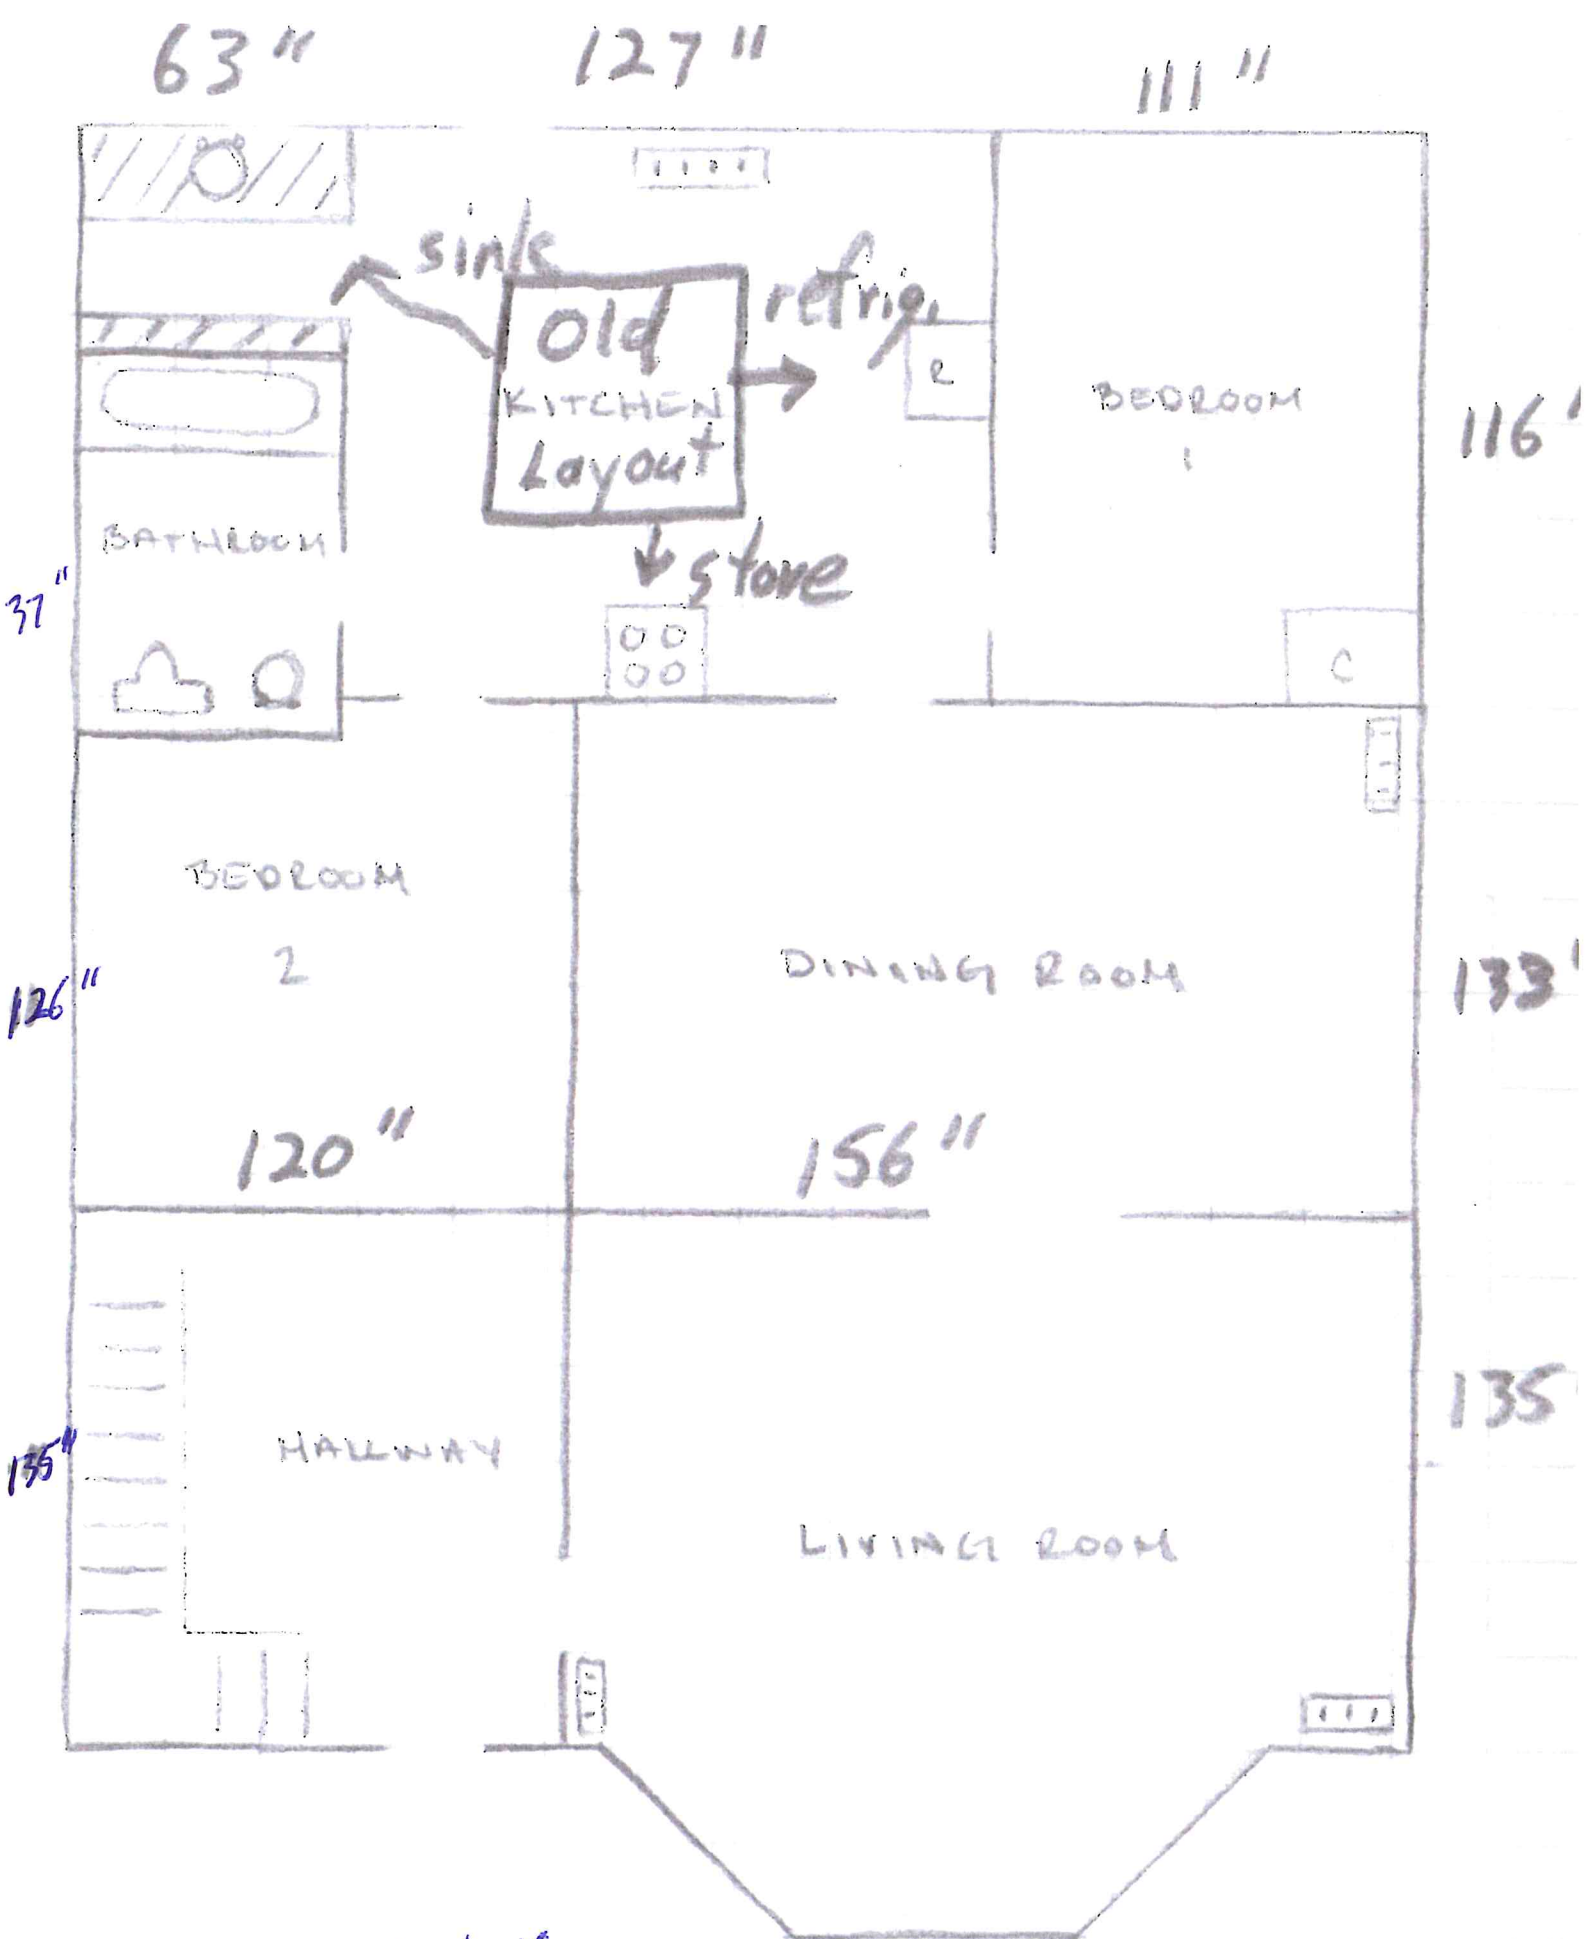 63" 127" 111"
sink
Old
KITCHEN
Layout
refrig.
R
BEDROOM
1
116"
BATHROOM
37"
stove
C
BEDROOM
2
DINING ROOM
126"
133"
120" 156"
HALLWAY
135"
135
LIVING ROOM